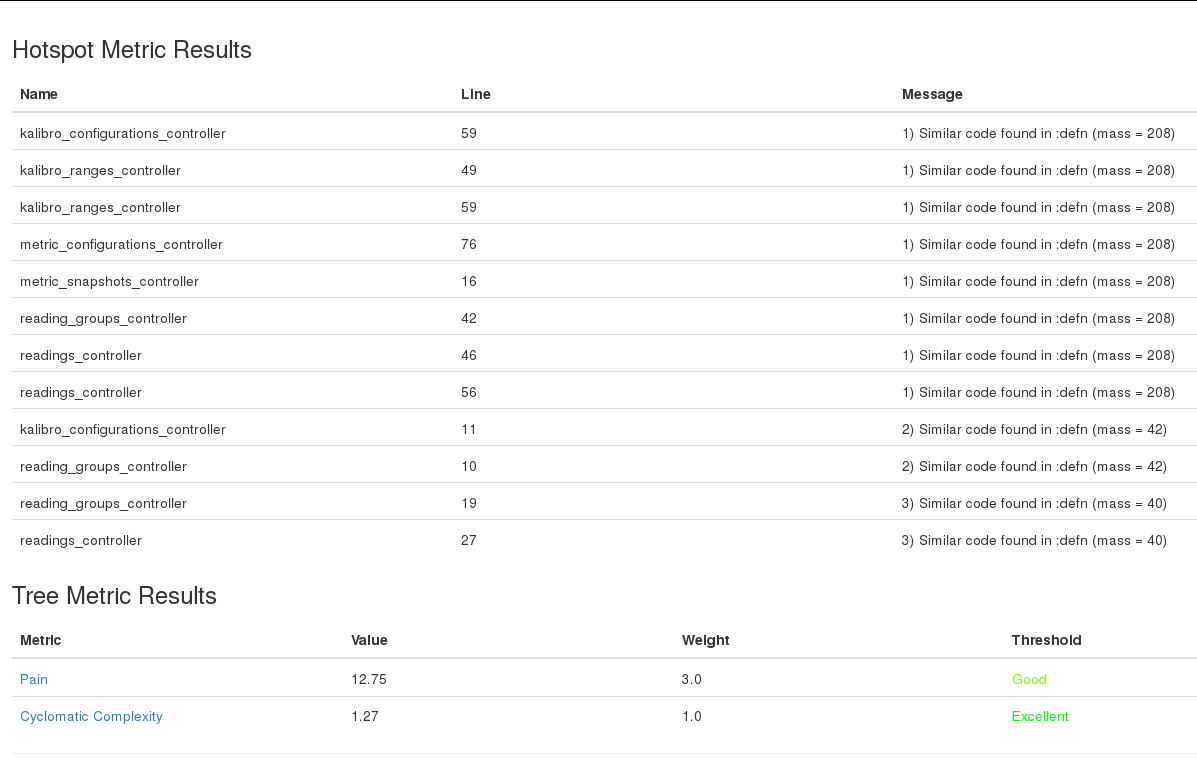 Hotspot Metric Results
Name Line Message
kalibro_configurations_controller 59 1) Similar code found in :defn (mass = 208)
kalibro_ranges_controller 49 1) Similar code found in :defn (mass = 208)
kalibro_ranges_controller 59 1) Similar code found in :defn (mass = 208)
metric_configurations_controller 76 1) Similar code found in :defn (mass = 208)
metric_snapshots_controller 16 1) Similar code found in :defn (mass = 208)
reading_groups_controller 42 1) Similar code found in :defn (mass = 208)
readings_controller 46 1) Similar code found in :defn (mass = 208)
readings_controller 56 1) Similar code found in :defn (mass = 208)
kalibro_configurations_controller 11 2) Similar code found in :defn (mass = 42)
reading_groups_controller 10 2) Similar code found in :defn (mass = 42)
reading_groups_controller 19 3) Similar code found in :defn (mass = 40)
readings_controller 27 3) Similar code found in :defn (mass = 40)
Tree Metric Results
Metric Value Weight Threshold
Pain 12.75 3.0 Good
Cyclomatic Complexity 1.27 1.0 Excellent